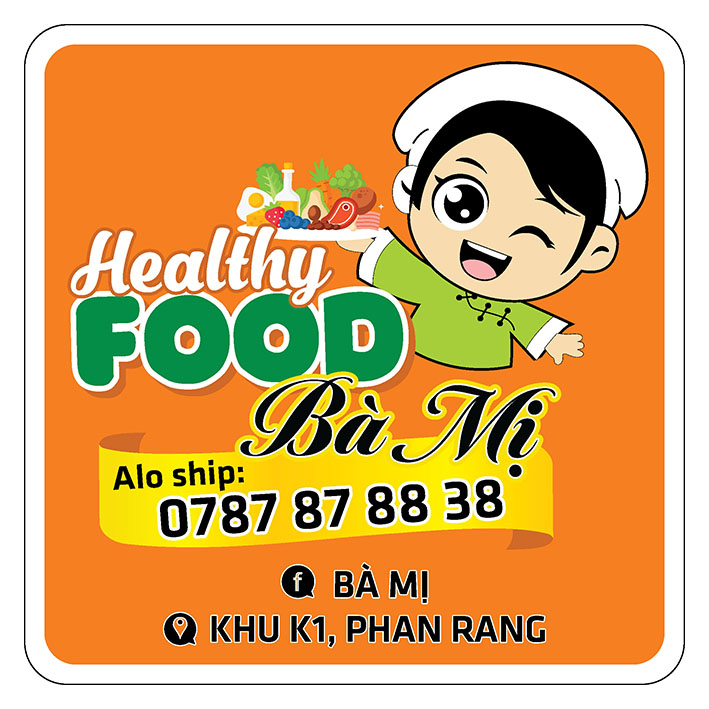 Healthy
FOOD
Bà Mị
Alo ship:
0787 87 88 38
BÀ MỊ
KHU K1, PHAN RANG